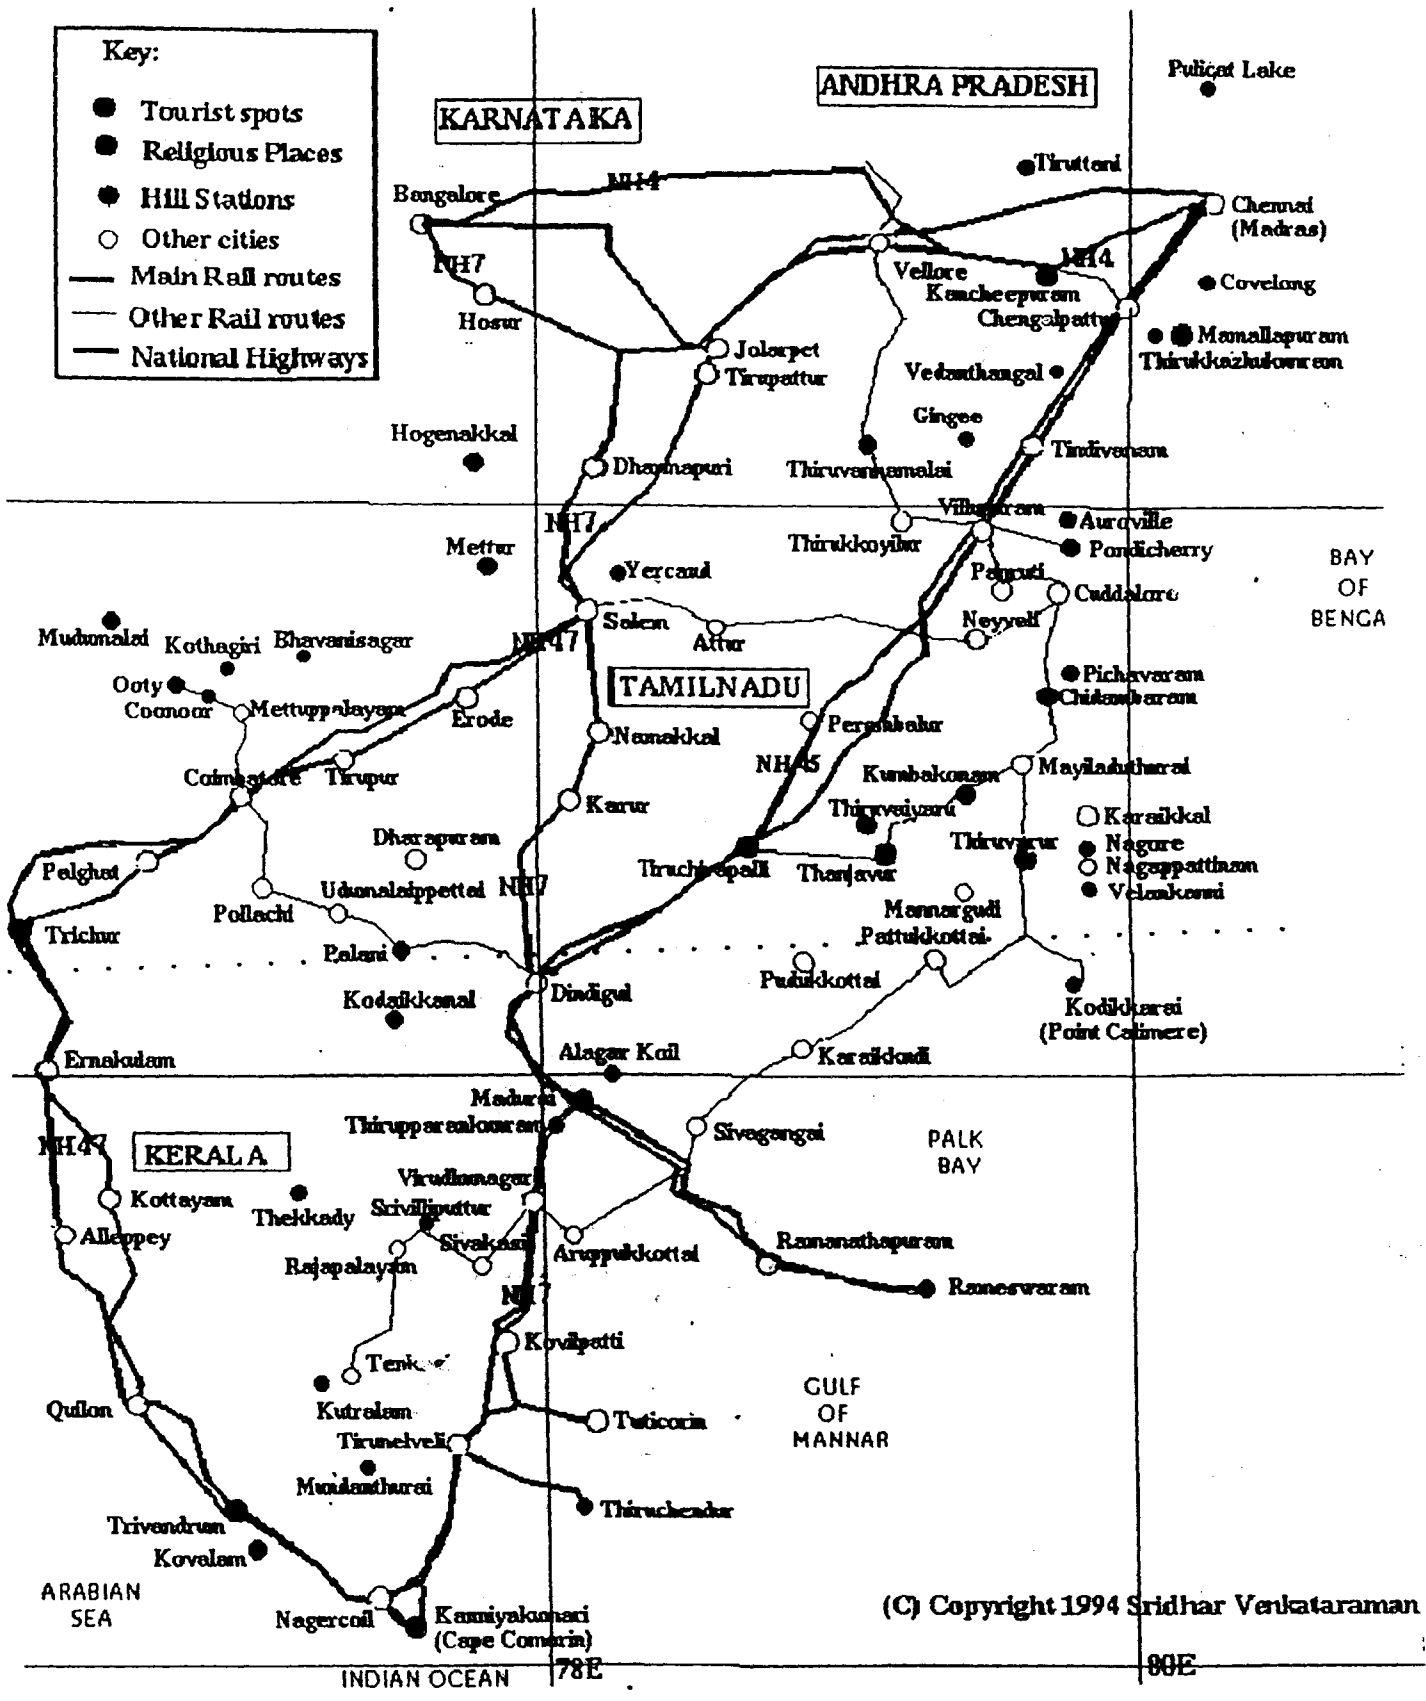 Key:
Tourist spots
Religious Places
Hill Stations
Other cities
Main Rail routes
Other Rail routes
National Highways
KARNATAKA
ANDHRA PRADESH
Pulicat Lake
Tiruttani
NH4
Bangalore
Chennai
(Madras)
NH7
Hosur
Vellore
NH4
Kancheepuram
Covelong
Chengalpattu
Jolarpet
Tirupattur
Mamallapuram
Thirukkazhukunram
Vedanthangal
Gingee
Hogenakkal
Dharmapuri
Thiruvannamalai
Tindivanam
NH7
Villupuram
Auroville
Thirukkoyilur
Pondicherry
Mettur
Yercaud
Panruti
Cuddalore
BAY
OF
BENGA
Salem
Attur
Neyveli
Mudumalai
Kothagiri
Bhavanisagar
NH47
Ooty
Coonoor
Mettuppalayam
TAMILNADU
Pichavaram
Chidambaram
Erode
Namakkal
Perambalur
NH45
Coimbatore
Tirupur
Kumbakonam
Mayiladuthurai
Karur
Thiruvaiyaru
Karaikkal
Dharapuram
Thiruvarur
Nagore
Palghat
Tiruchirapalli
Thanjavur
Nagappattinam
Udumalaippettai
NH7
Velankanni
Pollachi
Mannargudi
Trichur
Palani
Pattukkottai
Pudukkottai
Kodaikkanal
Dindigul
Kodikkarai
(Point Calimere)
Ernakulam
Alagar Koil
Karaikkudi
Madurai
Thirupparankunram
Sivagangai
NH47
KERALA
PALK
BAY
Virudhunagar
Kottayam
Thekkady
Srivilliputtur
Alleppey
Sivakasi
Aruppukkottai
Ramanathapuram
Rajapalayam
Rameswaram
NH7
Kovilpatti
Quilon
Kutralam
Tuticorin
GULF
OF
MANNAR
Tirunelveli
Mundanthurai
Thiruchendur
Trivandrum
Kovalam
ARABIAN
SEA
Nagercoil
Kanniyakumari
(Cape Comorin)
(C) Copyright 1994 Sridhar Venkataraman
INDIAN OCEAN
78E
80E